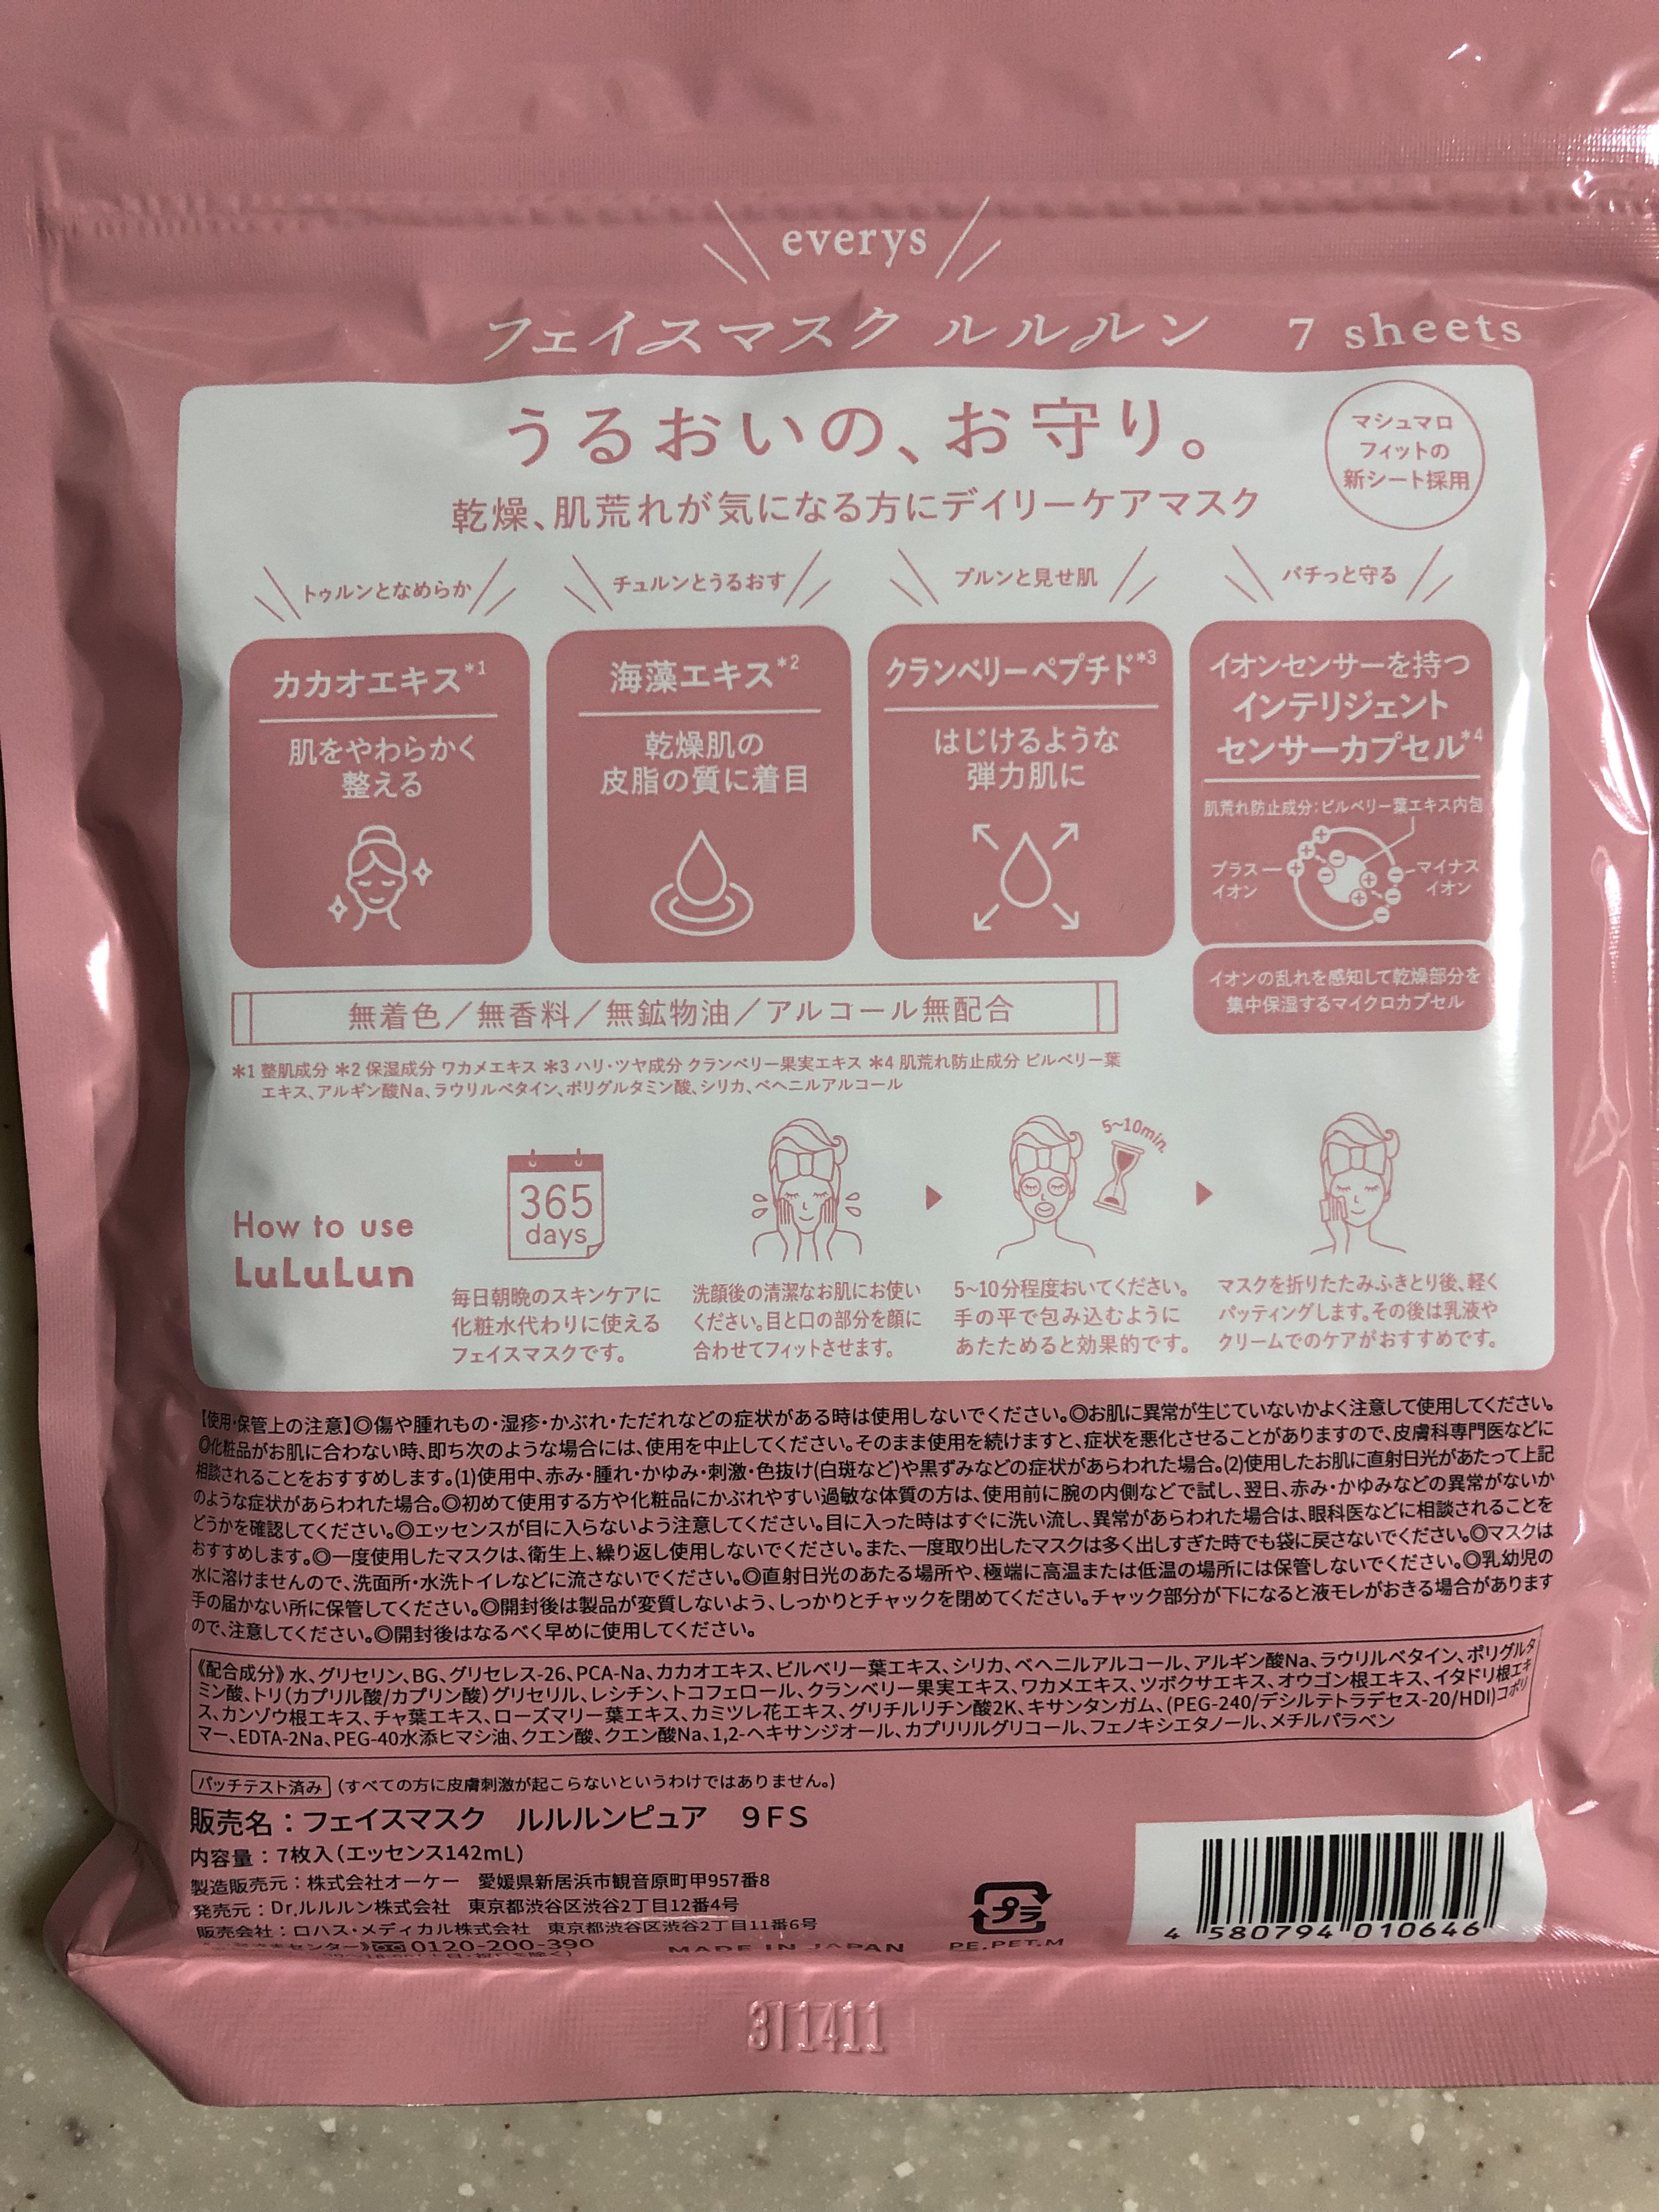 everys
フェイスマスク ルルルン 7 sheets
うるおいの、お守り。
マシュマロ
フィットの
新シート採用
乾燥、肌荒れが気になる方にデイリーケアマスク
トゥルンとなめらか
カカオエキス*1
肌をやわらかく
整える
チュルンとうるおす
海藻エキス*2
乾燥肌の
皮脂の質に着目
プルンと見せ肌
クランベリーペプチド*3
はじけるような
弾力肌に
パチっと守る
イオンセンサーを持つ
インテリジェント
センサーカプセル*4
肌荒れ防止成分:ビルベリー葉エキス内包
プラス
イオン
マイナス
イオン
イオンの乱れを感知して乾燥部分を
集中保湿するマイクロカプセル
無着色/無香料/無鉱物油/アルコール無配合
*1 整肌成分 *2 保湿成分 ワカメエキス *3 ハリ・ツヤ成分 クランベリー果実エキス *4 肌荒れ防止成分 ビルベリー葉
エキス、アルギン酸Na、ラウリルベタイン、ポリグルタミン酸、シリカ、ベヘニルアルコール
How to use
LuLuLun
365
days
毎日朝晩のスキンケアに
化粧水代わりに使える
フェイスマスクです。
洗顔後の清潔なお肌にお使い
ください。目と口の部分を顔に
合わせてフィットさせます。
5~10min.
5~10分程度おいてください。
手の平で包み込むように
あたためると効果的です。
マスクを折りたたみふきとり後、軽く
パッティングします。その後は乳液や
クリームでのケアがおすすめです。
【使用・保管上の注意】◎傷や腫れもの・湿疹・かぶれ・ただれなどの症状がある時は使用しないでください。◎お肌に異常が生じていないかよく注意して使用してください。
◎化粧品がお肌に合わない時、即ち次のような場合には、使用を中止してください。そのまま使用を続けますと、症状を悪化させることがありますので、皮膚科専門医などに
相談されることをおすすめします。(1)使用中、赤み・腫れ・かゆみ・刺激・色抜け(白斑など)や黒ずみなどの症状があらわれた場合。(2)使用したお肌に直射日光があたって上記
のような症状があらわれた場合。◎初めて使用する方や化粧品にかぶれやすい過敏な体質の方は、使用前に腕の内側などで試し、翌日、赤み・かゆみなどの異常がないか
どうかを確認してください。◎エッセンスが目に入らないよう注意してください。目に入った時はすぐに洗い流し、異常があらわれた場合は、眼科医などに相談されることを
おすすめします。◎一度使用したマスクは、衛生上、繰り返し使用しないでください。また、一度取り出したマスクは多く出しすぎた時でも袋に戻さないでください。◎マスクは
水に溶けませんので、洗面所・水洗トイレなどに流さないでください。◎直射日光のあたる場所や、極端に高温または低温の場所には保管しないでください。◎乳幼児の
手の届かない所に保管してください。◎開封後は製品が変質しないよう、しっかりとチャックを閉めてください。チャック部分が下になると液モレがおきる場合があります
ので、注意してください。◎開封後はなるべく早めに使用してください。
《配合成分》水、グリセリン、BG、グリセレス-26、PCA-Na、カカオエキス、ビルベリー葉エキス、シリカ、ベヘニルアルコール、アルギン酸Na、ラウリルベタイン、ポリグルタ
ミン酸、トリ(カプリル酸/カプリン酸)グリセリル、レシチン、トコフェロール、クランベリー果実エキス、ワカメエキス、ツボクサエキス、オウゴン根エキス、イタドリ根エキ
ス、カンゾウ根エキス、チャ葉エキス、ローズマリー葉エキス、カミツレ花エキス、グリチルリチン酸2K、キサンタンガム、(PEG-240/デシルテトラデセス-20/HDI)コポリ
マー、EDTA-2Na、PEG-40水添ヒマシ油、クエン酸、クエン酸Na、1,2-ヘキサンジオール、カプリリルグリコール、フェノキシエタノール、メチルパラベン
パッチテスト済み (すべての方に皮膚刺激が起こらないというわけではありません。)
販売名:フェイスマスク ルルルンピュア 9FS
内容量:7枚入(エッセンス142mL)
製造販売元:株式会社オーケー 愛媛県新居浜市観音原町甲957番8
発売元:Dr.ルルルン株式会社 東京都渋谷区渋谷2丁目12番4号
販売会社:ロハス・メディカル株式会社 東京都渋谷区渋谷2丁目11番6号
センター》 0120-200-390
MADE IN JAPAN
プラ
PE,PET,M
4 580794 010646
311411